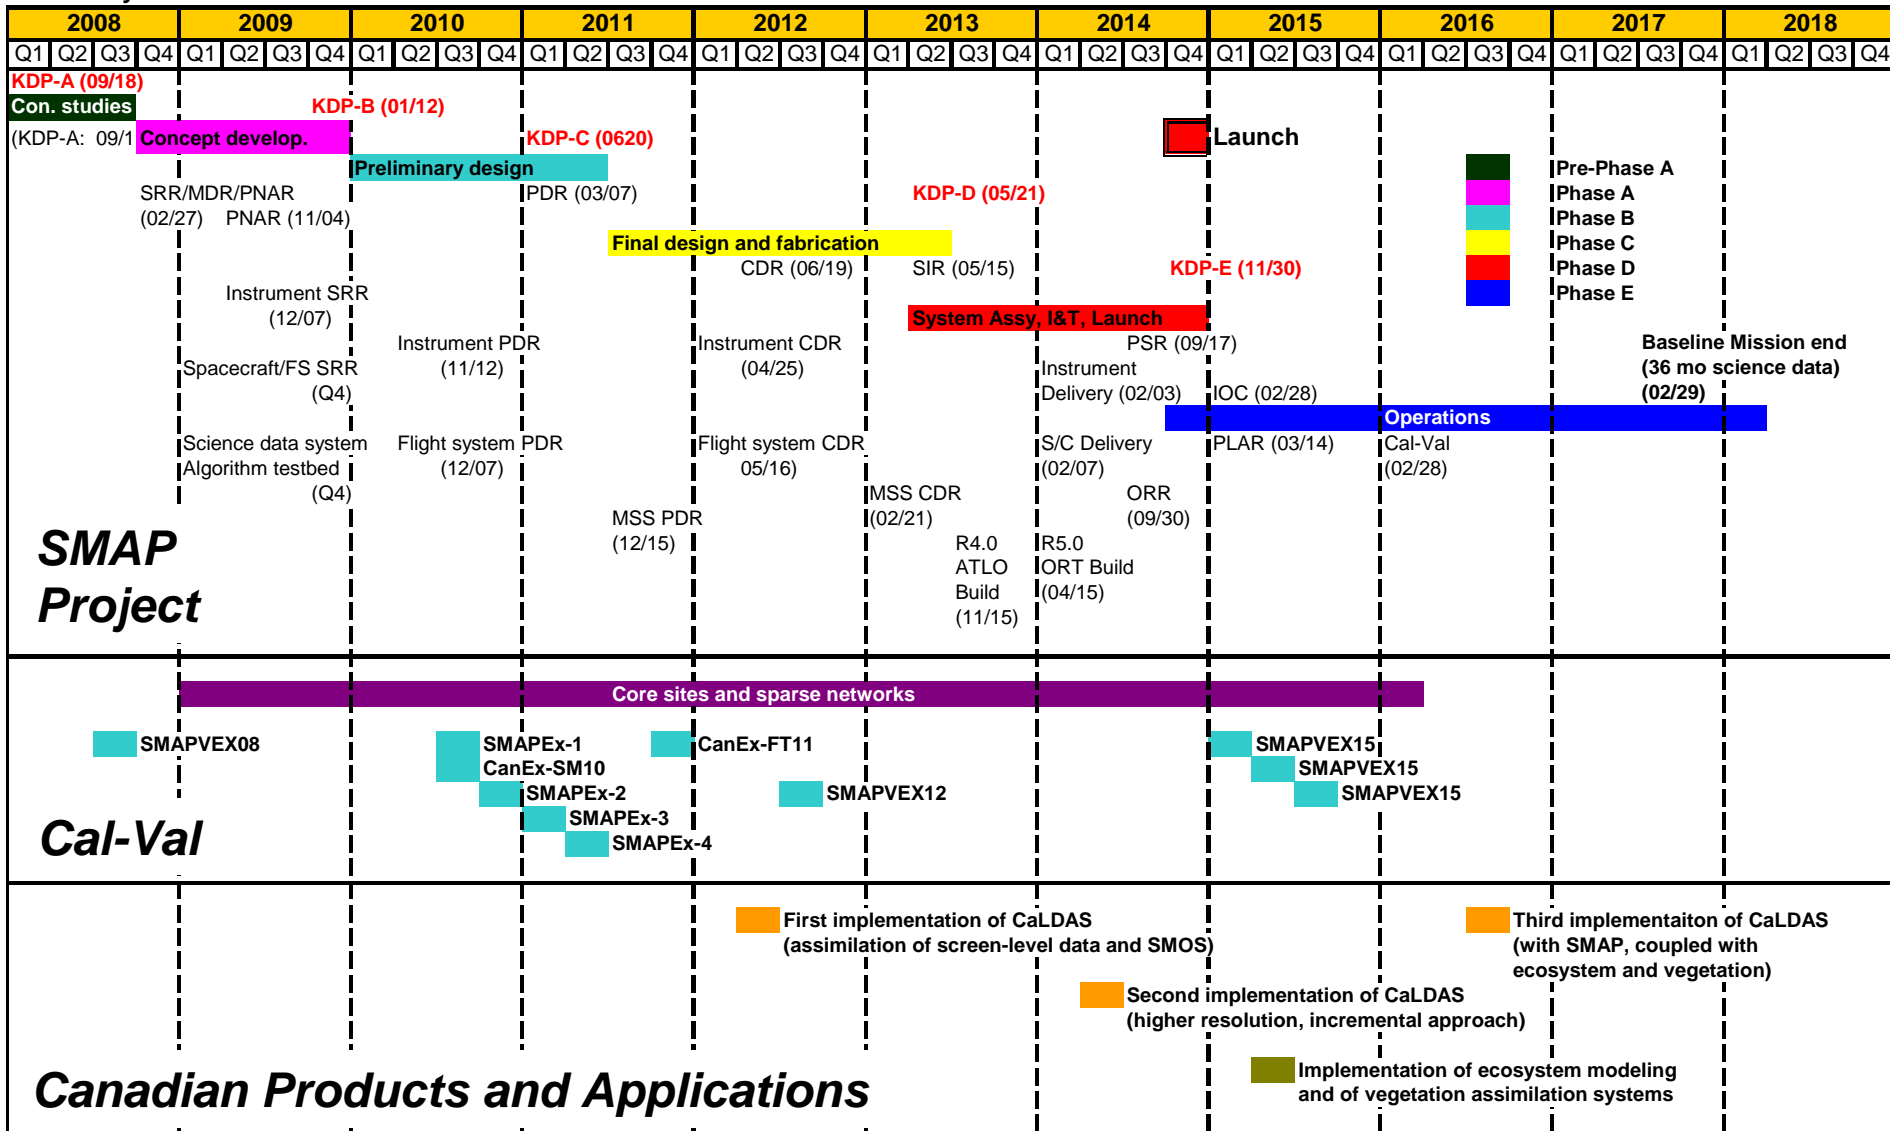 2008 2009 2010 2011 2012 2013 2014 2015 2016 2017 2018
Q1 Q2 Q3 Q4 Q1 Q2 Q3 Q4 Q1 Q2 Q3 Q4 Q1 Q2 Q3 Q4 Q1 Q2 Q3 Q4 Q1 Q2 Q3 Q4 Q1 Q2 Q3 Q4 Q1 Q2 Q3 Q4 Q1 Q2 Q3 Q4 Q1 Q2 Q3 Q4 Q1 Q2 Q3 Q4
KDP-A (09/18)
Con. studies KDP-B (01/12)
(KDP-A: 09/1 Concept develop. KDP-C (0620) Launch
Preliminary design Pre-Phase A
SRR/MDR/PNAR PDR (03/07) KDP-D (05/21) Phase A
(02/27) PNAR (11/04) Phase B
Final design and fabrication Phase C
CDR (06/19) SIR (05/15) KDP-E (11/30) Phase D
Instrument SRR Phase E
(12/07) System Assy, I&T, Launch
Instrument PDR Instrument CDR PSR (09/17) Baseline Mission end
Spacecraft/FS SRR (11/12) (04/25) Instrument (36 mo science data)
(Q4) Delivery (02/03) IOC (02/28) (02/29)
Operations
Science data system Flight system PDR Flight system CDR S/C Delivery PLAR (03/14) Cal-Val
Algorithm testbed (12/07) 05/16) (02/07) (02/28)
(Q4) MSS CDR ORR
MSS PDR (02/21) (09/30)
(12/15) R4.0 R5.0
ATLO ORT Build
Build (04/15)
(11/15)
SMAP
Project
Core sites and sparse networks
SMAPVEX08 SMAPEx-1 CanEx-FT11 SMAPVEX15
CanEx-SM10 SMAPVEX15
SMAPEx-2 SMAPVEX12 SMAPVEX15
SMAPEx-3
SMAPEx-4
Cal-Val
First implementation of CaLDAS Third implementaiton of CaLDAS
(assimilation of screen-level data and SMOS) (with SMAP, coupled with
ecosystem and vegetation)
Second implementation of CaLDAS
(higher resolution, incremental approach)
Implementation of ecosystem modeling
and of vegetation assimilation systems
Canadian Products and Applications